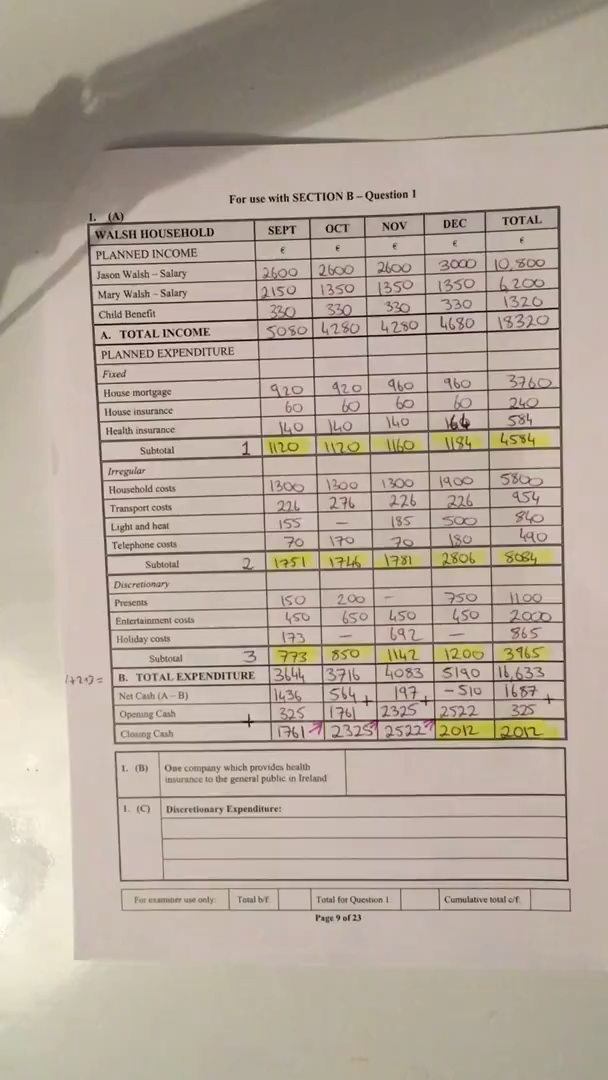 For use with SECTION B – Question 1
1. (A)
WALSH HOUSEHOLD SEPT OCT NOV DEC TOTAL
PLANNED INCOME € € € € €
Jason Walsh – Salary 2600 2600 2600 3000 10,800
Mary Walsh – Salary 2150 1350 1350 1350 6200
Child Benefit 330 330 330 330 1320
A. TOTAL INCOME 5080 4280 4280 4680 18320
PLANNED EXPENDITURE
Fixed
House mortgage 920 920 960 960 3760
House insurance 60 60 60 60 240
Health insurance 140 140 140 164 584
Subtotal 1 1120 1120 1160 1184 4584
Irregular
Household costs 1300 1300 1300 1900 5800
Transport costs 226 276 226 226 954
Light and heat 155 – 185 500 840
Telephone costs 70 170 70 180 490
Subtotal 2 1751 1746 1781 2806 8084
Discretionary
Presents 150 200 – 750 1100
Entertainment costs 450 650 450 450 2000
Holiday costs 173 – 692 – 865
Subtotal 3 773 850 1142 1200 3965
1+2+3= B. TOTAL EXPENDITURE 3644 3716 4083 5190 16,633
Net Cash (A – B) 1436 564 + 197 + -510 1687 +
Opening Cash + 325 1761 2325 2522 325
Closing Cash 1761 2325 2522 2012 2012
1. (B) One company which provides health
insurance to the general public in Ireland
1. (C) Discretionary Expenditure:
For examiner use only: Total b/f: Total for Question 1 Cumulative total c/f:
Page 9 of 23